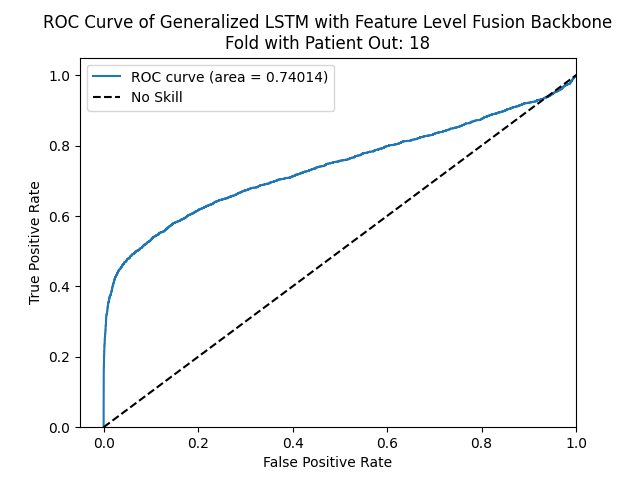 ROC Curve of Generalized LSTM with Feature Level Fusion Backbone
Fold with Patient Out: 18
ROC curve (area = 0.74014)
No Skill
True Positive Rate
1.0
0.8
0.6
0.4
0.2
0.0
0.0 0.2 0.4 0.6 0.8 1.0
False Positive Rate